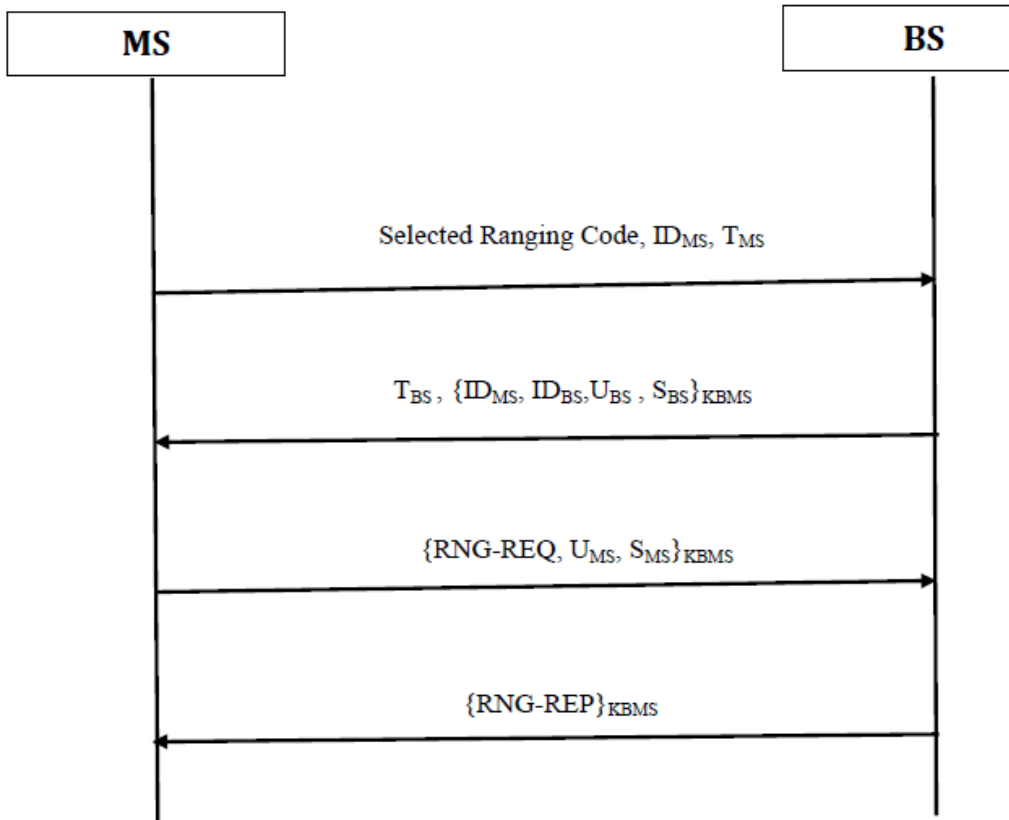 MS
BS
Selected Ranging Code, ID_MS, T_MS
T_BS , {ID_MS, ID_BS,U_BS , S_BS}_KBMS
{RNG-REQ, U_MS, S_MS}_KBMS
{RNG-REP}_KBMS